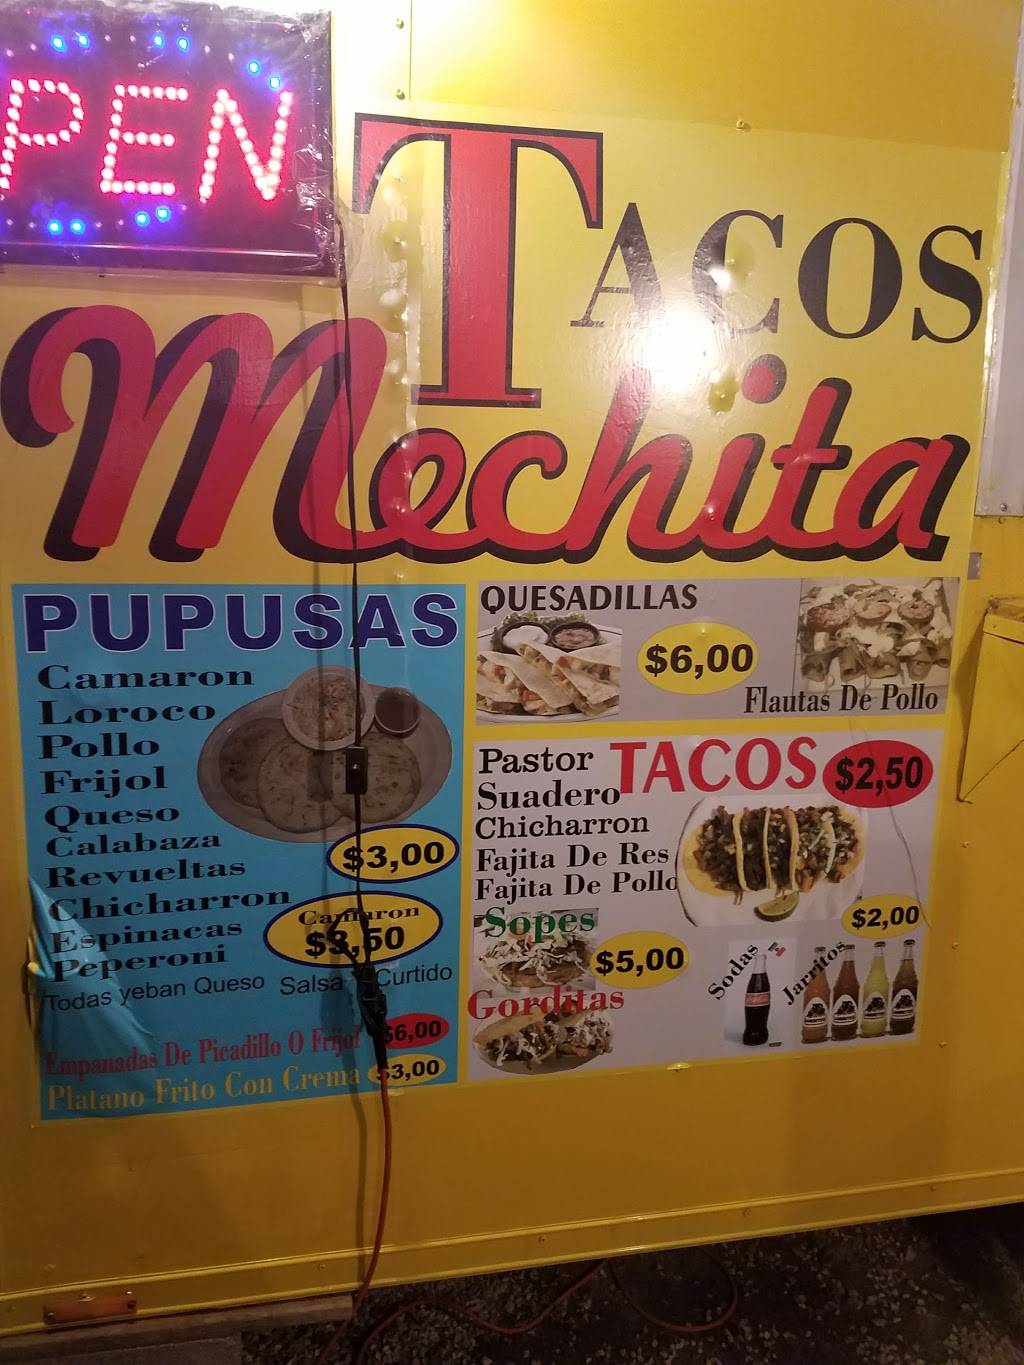 PEN
TACOS
Mechita
PUPUSAS
Camaron
Loroco
Pollo
Frijol
Queso
Calabaza
Revueltas
Chicharron
Espinacas
Peperoni
$3,00
Camaron
$3,50
Todas yeban Queso Salsa Curtido
Empanadas De Picadillo O Frijol $6,00
Platano Frito Con Crema $3,00
QUESADILLAS
$6,00
Flautas De Pollo
TACOS $2,50
Pastor
Suadero
Chicharron
Fajita De Res
Fajita De Pollo
Sopes
$5,00
Gorditas
$2,00
Sodas
Jarritos